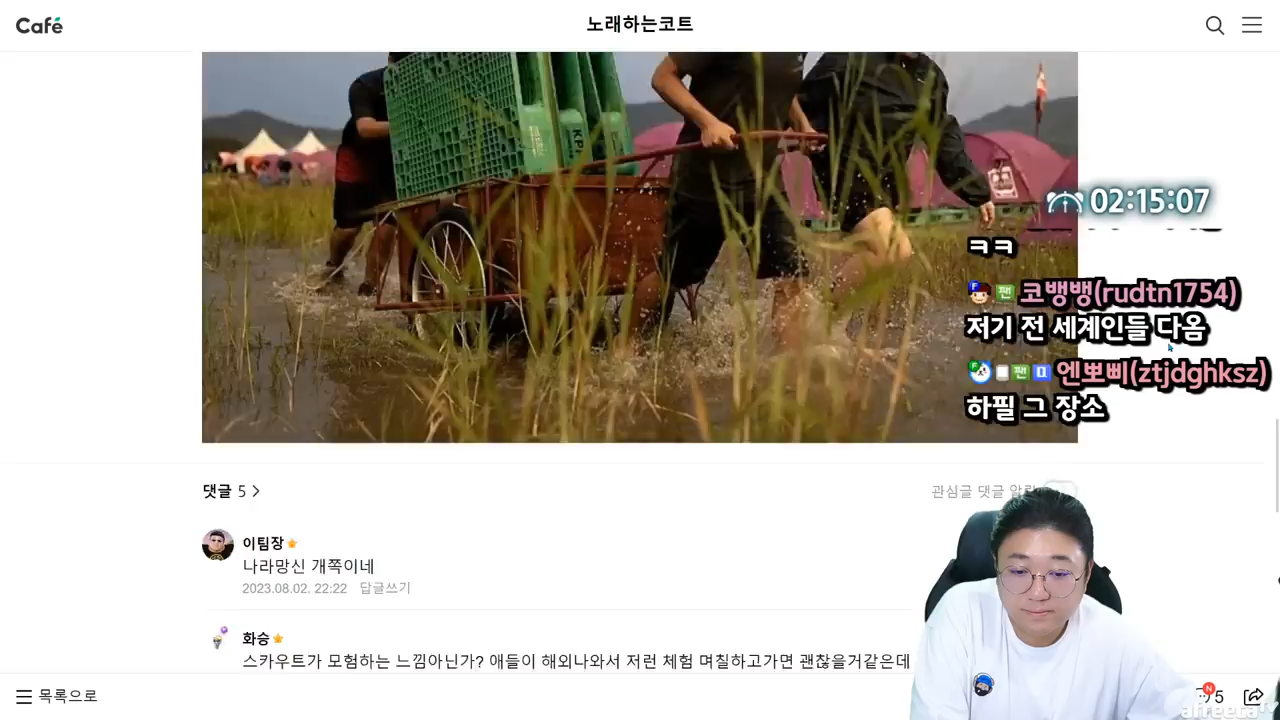 Café
노래하는코트
02:15:07
ㅋㅋ
팬 코뱅뱅(rudtn1754)
저기 전 세계인들 다옴
팬 엔뽀삐(ztjdghksz)
하필 그 장소
댓글 5
관심글 댓글
이팀장
나라망신 개쪽이네
2023.08.02. 22:22 답글쓰기
화승
스카우트가 모험하는 느낌아닌가? 애들이 해외나와서 저런 체험 며칠하고가면 괜찮을거같은데
목록으로
N
5